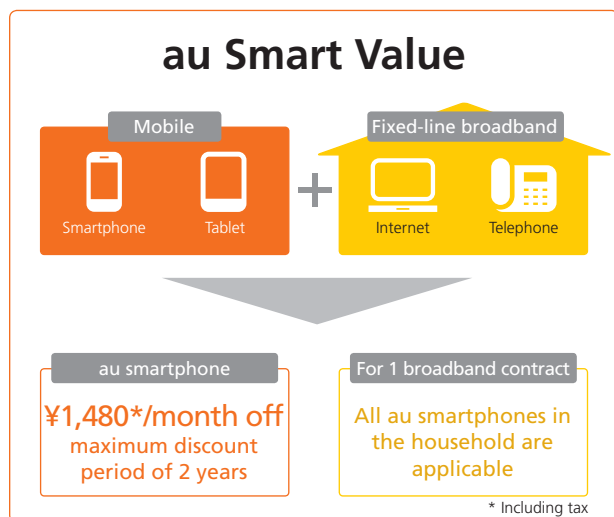 au Smart Value
Mobile
Fixed-line broadband
Smartphone
Tablet
Internet
Telephone
au smartphone
¥1,480*/month off
maximum discount
period of 2 years
For 1 broadband contract
All au smartphones in
the household are
applicable
* Including tax